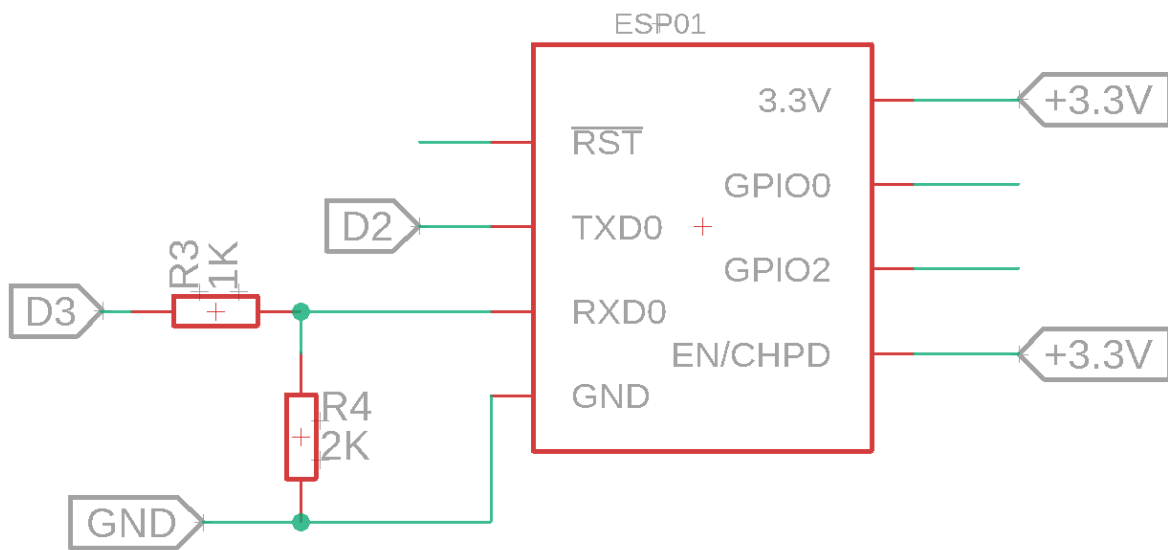 ESP01
3.3V
+3.3V
RST
GPIO0
D2
TXD0
GPIO2
R3
1K
D3
RXD0
EN/CHPD
+3.3V
R4
2K
GND
GND